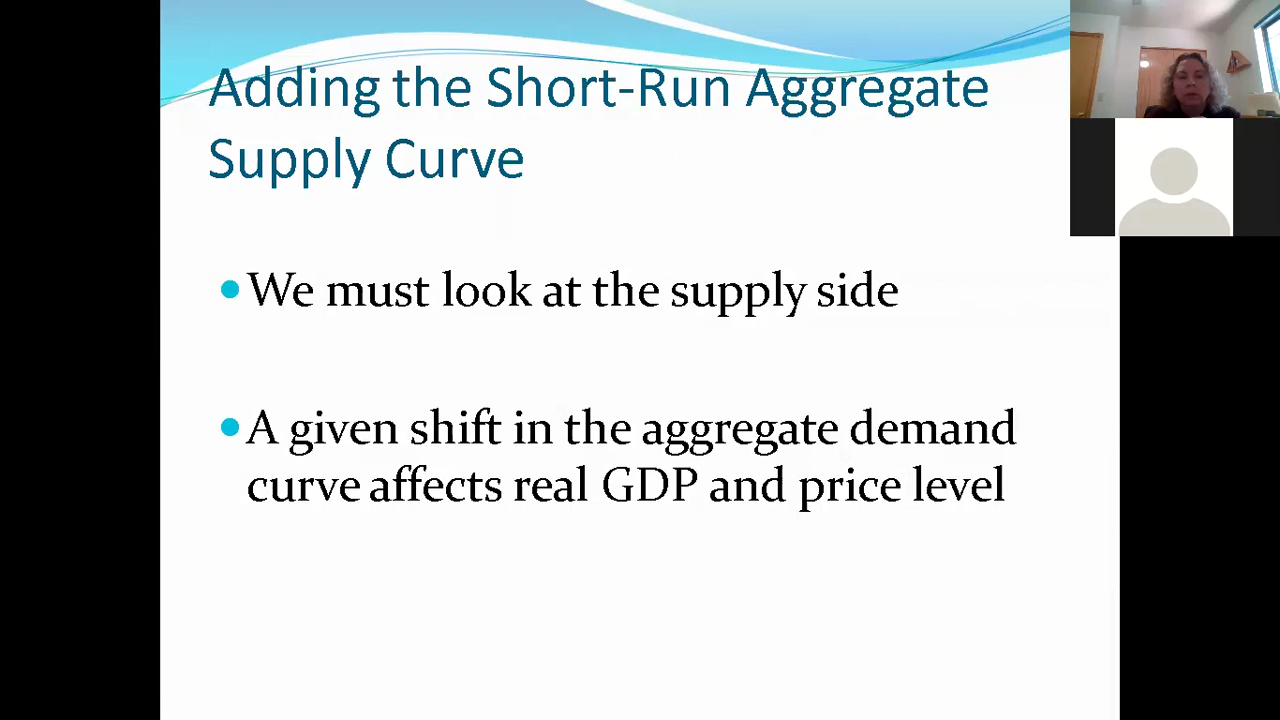 Adding the Short-Run Aggregate
Supply Curve
•We must look at the supply side
•A given shift in the aggregate demand
curve affects real GDP and price level